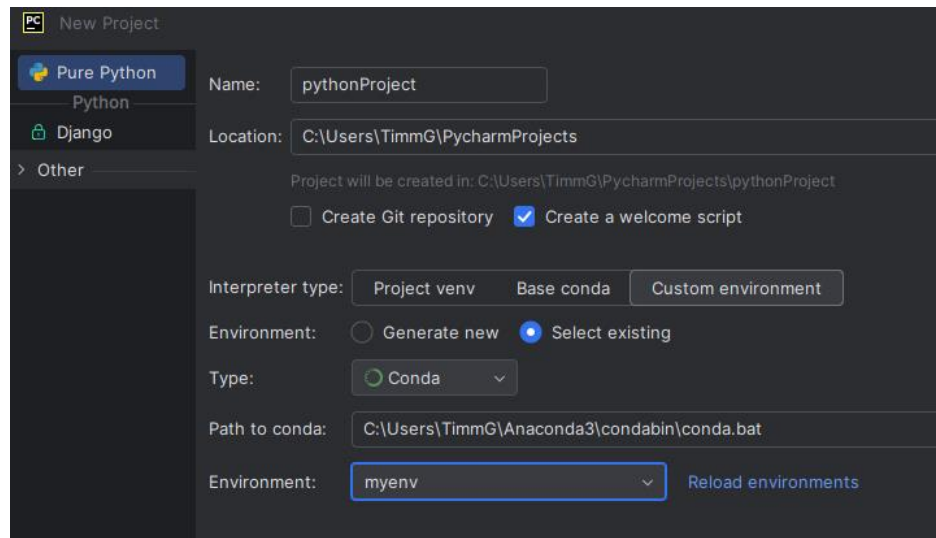 PC New Project
Pure Python
Python
Django
Other
Name: pythonProject
Location: C:\Users\TimmG\PycharmProjects
Project will be created in: C:\Users\TimmG\PycharmProjects\pythonProject
Create Git repository Create a welcome script
Interpreter type: Project venv Base conda Custom environment
Environment: Generate new Select existing
Type: Conda
Path to conda: C:\Users\TimmG\Anaconda3\condabin\conda.bat
Environment: myenv Reload environments